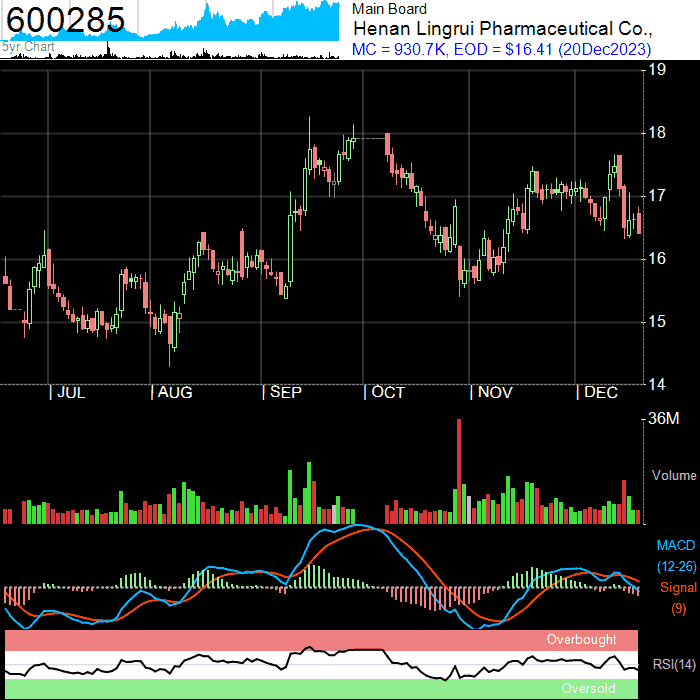 600285
5yr Chart
Main Board
Henan Lingrui Pharmaceutical Co.,
MC = 930.7K, EOD = $16.41 (20Dec2023)
19
18
17
16
15
14
JUL
AUG
SEP
OCT
NOV
DEC
36M
Volume
MACD
(12-26)
Signal
(9)
Overbought
RSI(14)
Oversold